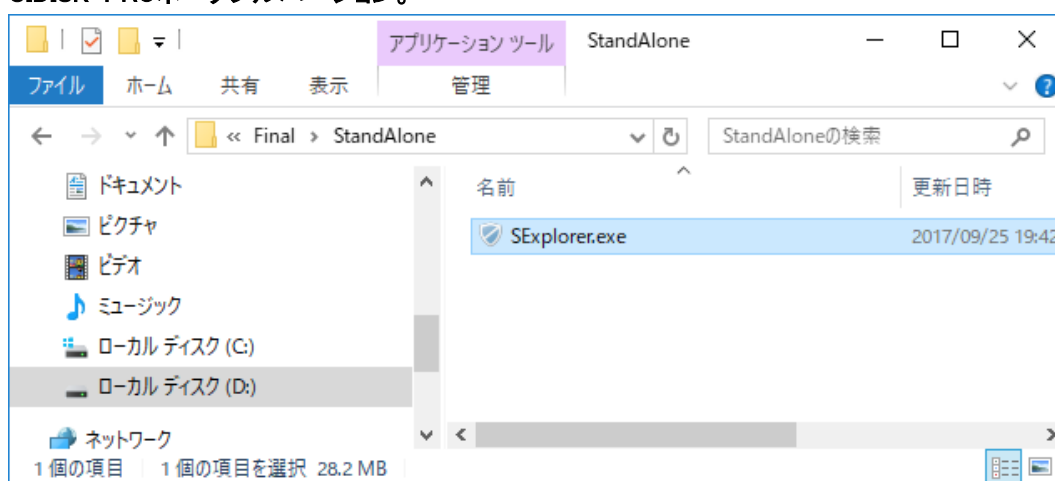 アプリケーション ツール StandAlone
ファイル ホーム 共有 表示 管理
« Final › StandAlone StandAloneの検索
ドキュメント
ピクチャ
ビデオ
ミュージック
ローカル ディスク (C:)
ローカル ディスク (D:)
ネットワーク
名前 更新日時
SExplorer.exe 2017/09/25 19:42
1 個の項目 1 個の項目を選択 28.2 MB